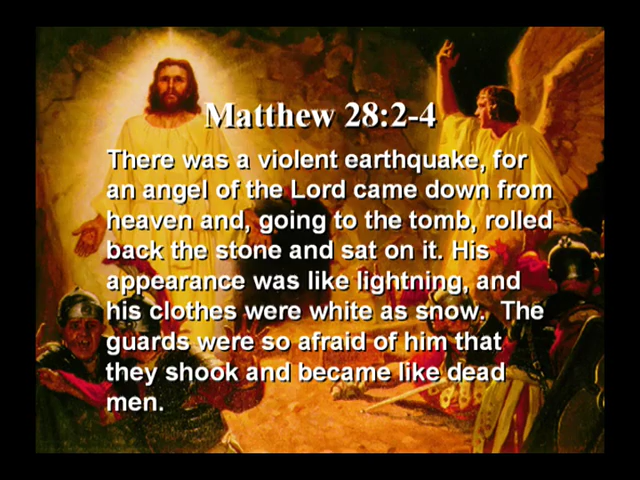 Matthew 28:2-4
There was a violent earthquake, for
an angel of the Lord came down from
heaven and, going to the tomb, rolled
back the stone and sat on it. His
appearance was like lightning, and
his clothes were white as snow.  The
guards were so afraid of him that
they shook and became like dead
men.